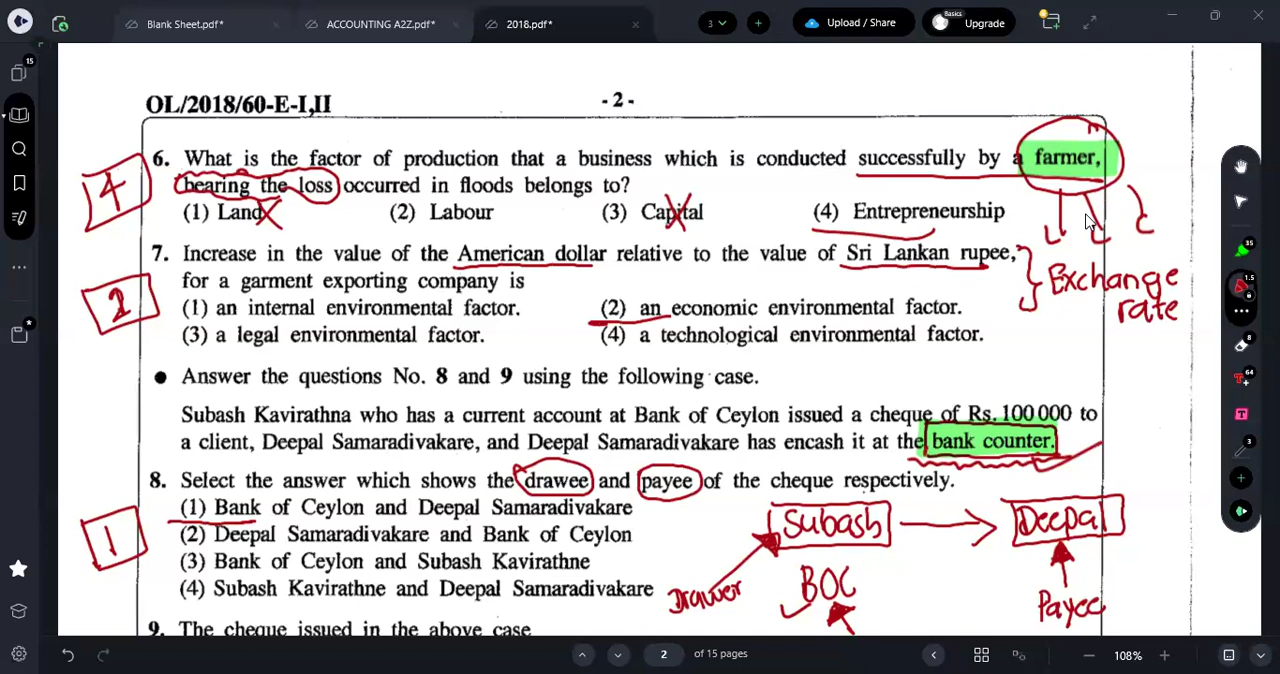 Blank Sheet.pdf*
ACCOUNTING A2Z.pdf*
2018.pdf*
3
Upload / Share
Basics
Upgrade
15
OL/2018/60-E-I,II
- 2 -
4
6. What is the factor of production that a business which is conducted successfully by a farmer,
bearing the loss occurred in floods belongs to?
(1) Land (2) Labour (3) Capital (4) Entrepreneurship
7. Increase in the value of the American dollar relative to the value of Sri Lankan rupee,
for a garment exporting company is
2
(1) an internal environmental factor. (2) an economic environmental factor.
(3) a legal environmental factor. (4) a technological environmental factor.
Exchange
rate
● Answer the questions No. 8 and 9 using the following case.
Subash Kavirathna who has a current account at Bank of Ceylon issued a cheque of Rs. 100 000 to
a client, Deepal Samaradivakare, and Deepal Samaradivakare has encash it at the bank counter.
8. Select the answer which shows the drawee and payee of the cheque respectively.
1
(1) Bank of Ceylon and Deepal Samaradivakare
(2) Deepal Samaradivakare and Bank of Ceylon
(3) Bank of Ceylon and Subash Kavirathne
(4) Subash Kavirathne and Deepal Samaradivakare
Subash
Deepal
Drawer
BOC
Payee
9. The cheque issued in the above case
35
1.5
8
64
3
2
of 15 pages
108%